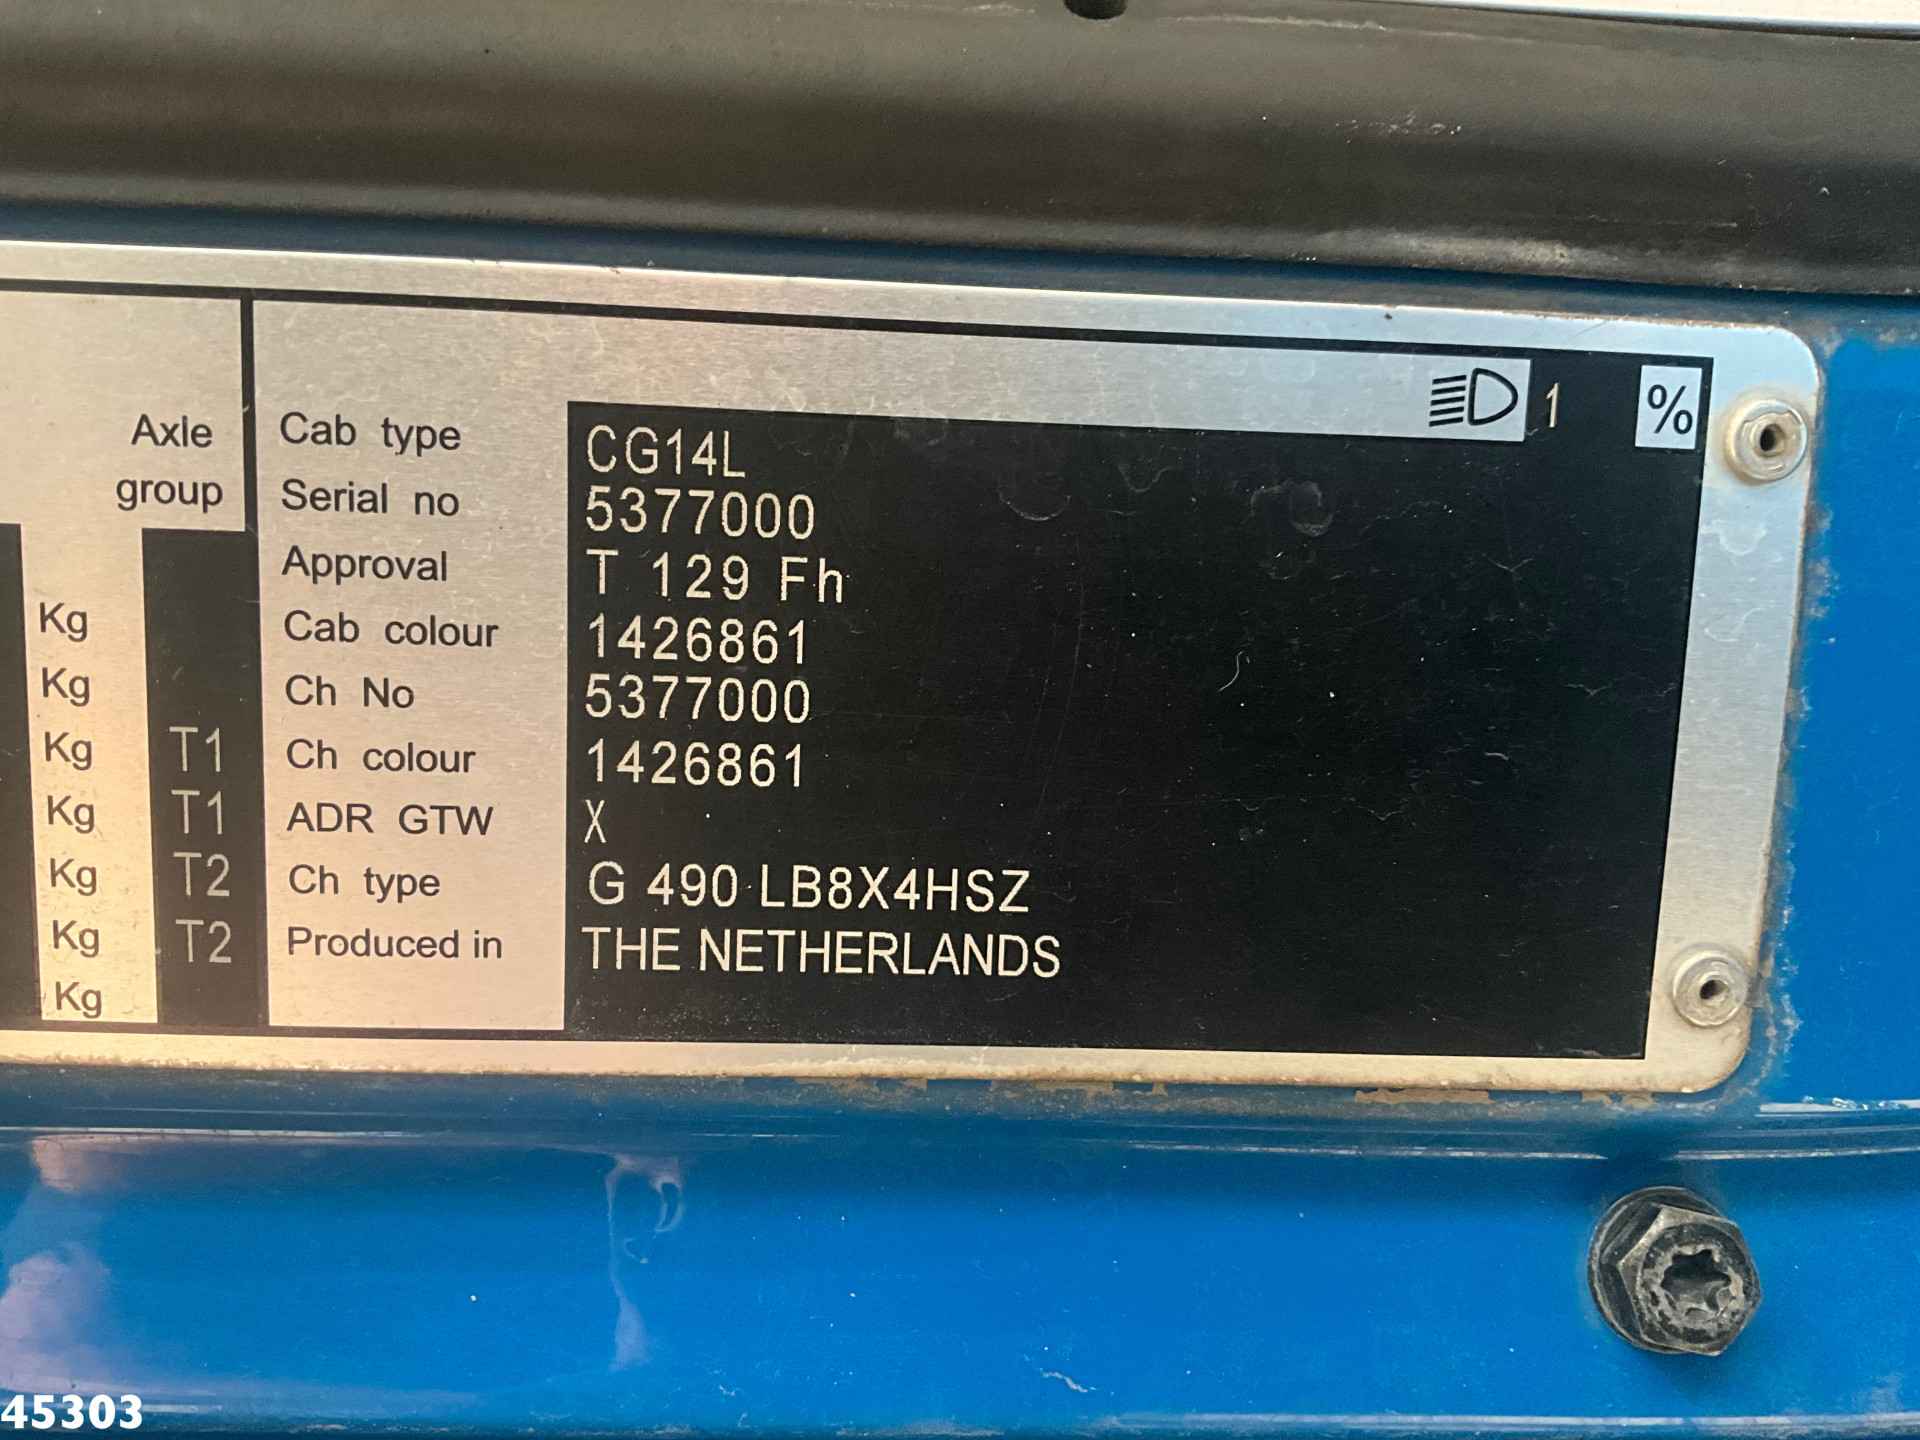 1 %
Axle
group
Cab type CG14L
Serial no 5377000
Approval T 129 Fh
Kg Cab colour 1426861
Kg Ch No 5377000
Kg T1 Ch colour 1426861
Kg T1 ADR GTW X
Kg T2 Ch type G 490 LB8X4HSZ
Kg T2 Produced in THE NETHERLANDS
Kg
45303